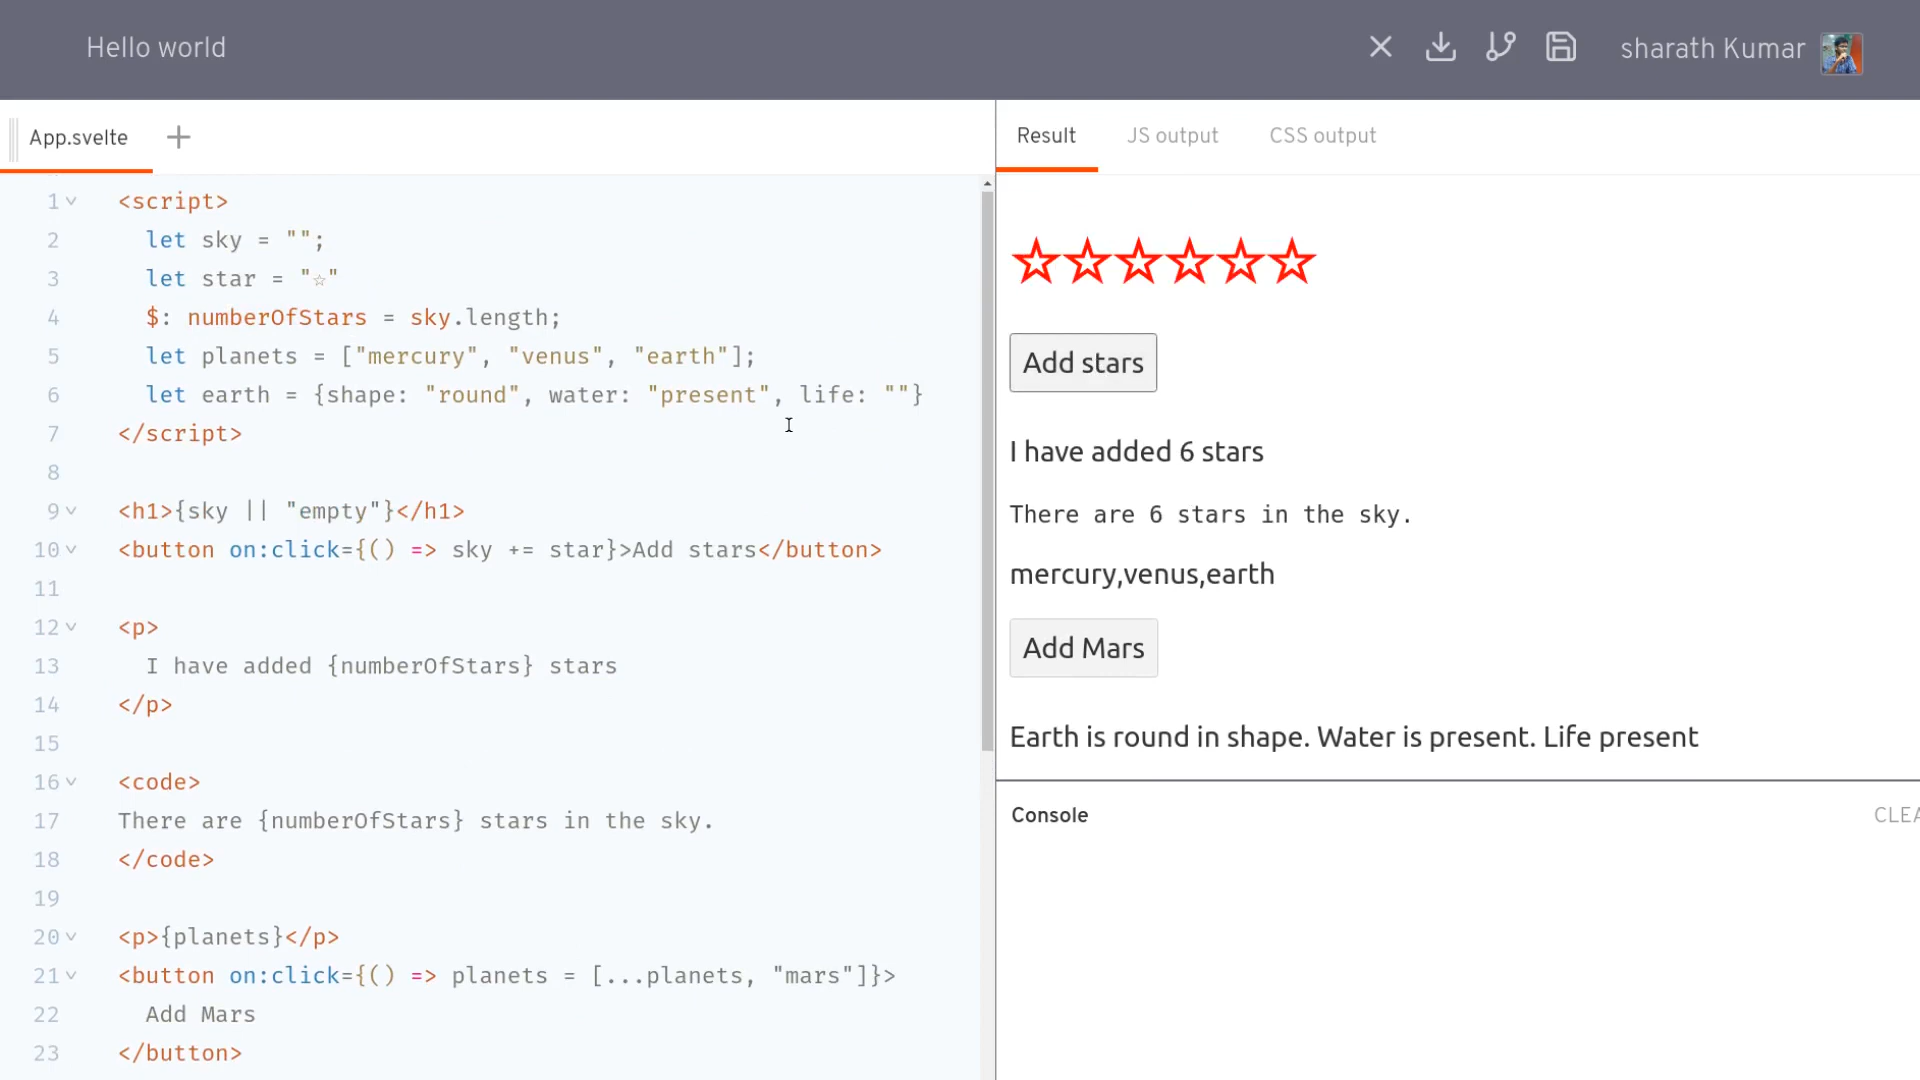 Hello world
sharath Kumar
App.svelte
Result JS output CSS output
1 <script>
2 let sky = "";
3 let star = "☆"
4 $: numberOfStars = sky.length;
5 let planets = ["mercury", "venus", "earth"];
6 let earth = {shape: "round", water: "present", life: ""}
7 </script>
8
9 <h1>{sky || "empty"}</h1>
10 <button on:click={() => sky += star}>Add stars</button>
11
12 <p>
13 I have added {numberOfStars} stars
14 </p>
15
16 <code>
17 There are {numberOfStars} stars in the sky.
18 </code>
19
20 <p>{planets}</p>
21 <button on:click={() => planets = [...planets, "mars"]}>
22 Add Mars
23 </button>
☆☆☆☆☆☆
Add stars
I have added 6 stars
There are 6 stars in the sky.
mercury,venus,earth
Add Mars
Earth is round in shape. Water is present. Life present
Console
CLEA